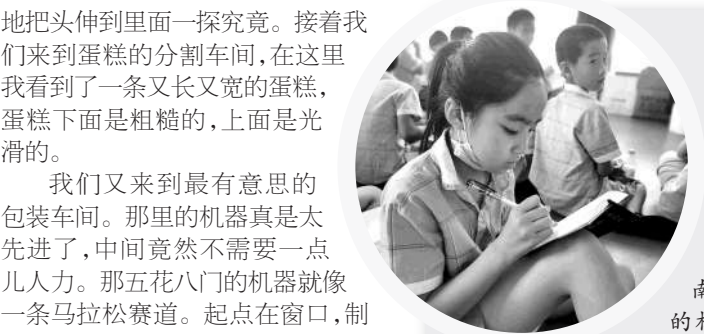 地把头伸到里面一探究竟。接着我
们来到蛋糕的分割车间,在这里
我看到了一条又长又宽的蛋糕,
蛋糕下面是粗糙的,上面是光
滑的。
我们又来到最有意思的
包装车间。那里的机器真是太
先进了,中间竟然不需要一点
儿人力。那五花八门的机器就像
一条马拉松赛道。起点在窗口,制
的